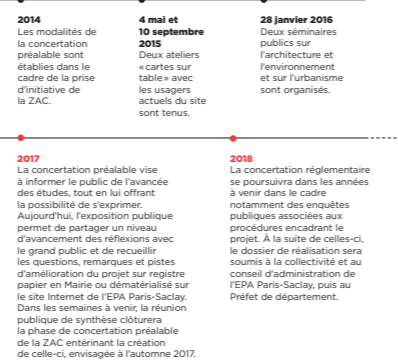 2014
Les modalités de
la concertation
préalable sont
établies dans le
cadre de la prise
d'initiative de
la ZAC.
4 mai et
10 septembre
2015
Deux ateliers
« cartes sur
table » avec
les usagers
actuels du site
sont tenus.
28 janvier 2016
Deux séminaires
publics sur
l'architecture et
l'environnement
et sur l'urbanisme
sont organisés.
2017
La concertation préalable vise
à informer le public de l'avancée
des études, tout en lui offrant
la possibilité de s'exprimer.
Aujourd'hui, l'exposition publique
permet de partager un niveau
d'avancement des réflexions avec
le grand public et de recueillir
les questions, remarques et pistes
d'amélioration du projet sur registre
papier en Mairie ou dématérialisé sur
le site Internet de l'EPA Paris-Saclay.
Dans les semaines à venir, la réunion
publique de synthèse clôturera
la phase de concertation préalable
de la ZAC entérinant la création
de celle-ci, envisagée à l'automne 2017.
2018
La concertation réglementaire
se poursuivra dans les années
à venir dans le cadre
notamment des enquêtes
publiques associées aux
procédures encadrant le
projet. À la suite de celles-ci,
le dossier de réalisation sera
soumis à la collectivité et au
conseil d'administration de
l'EPA Paris-Saclay, puis au
Préfet de département.